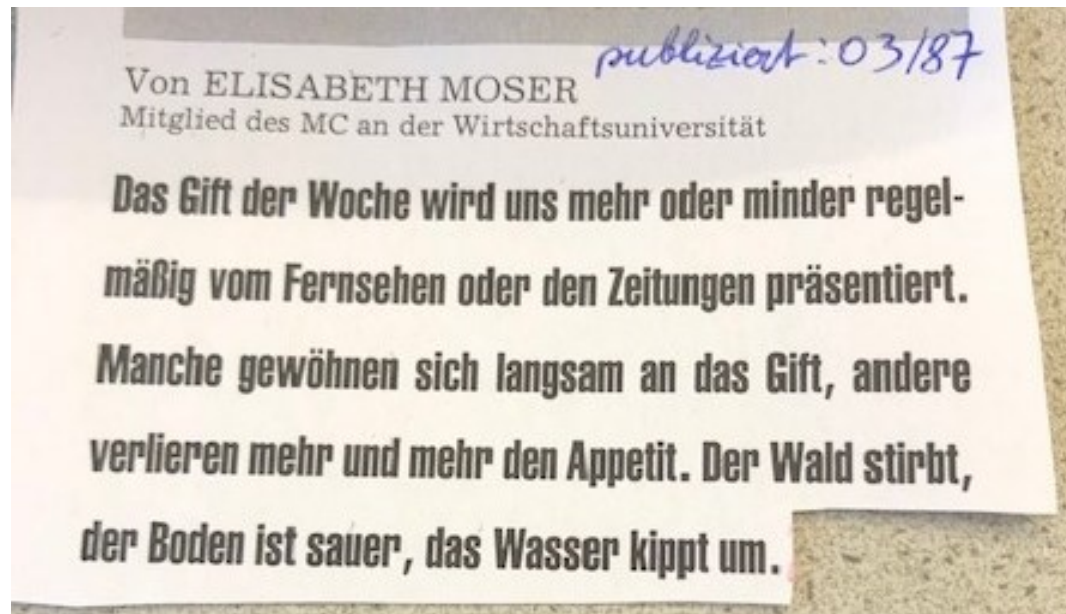 publiziert: 03/87
Von ELISABETH MOSER
Mitglied des MC an der Wirtschaftsuniversität
Das Gift der Woche wird uns mehr oder minder regel-
mäßig vom Fernsehen oder den Zeitungen präsentiert.
Manche gewöhnen sich langsam an das Gift, andere
verlieren mehr und mehr den Appetit. Der Wald stirbt,
der Boden ist sauer, das Wasser kippt um.